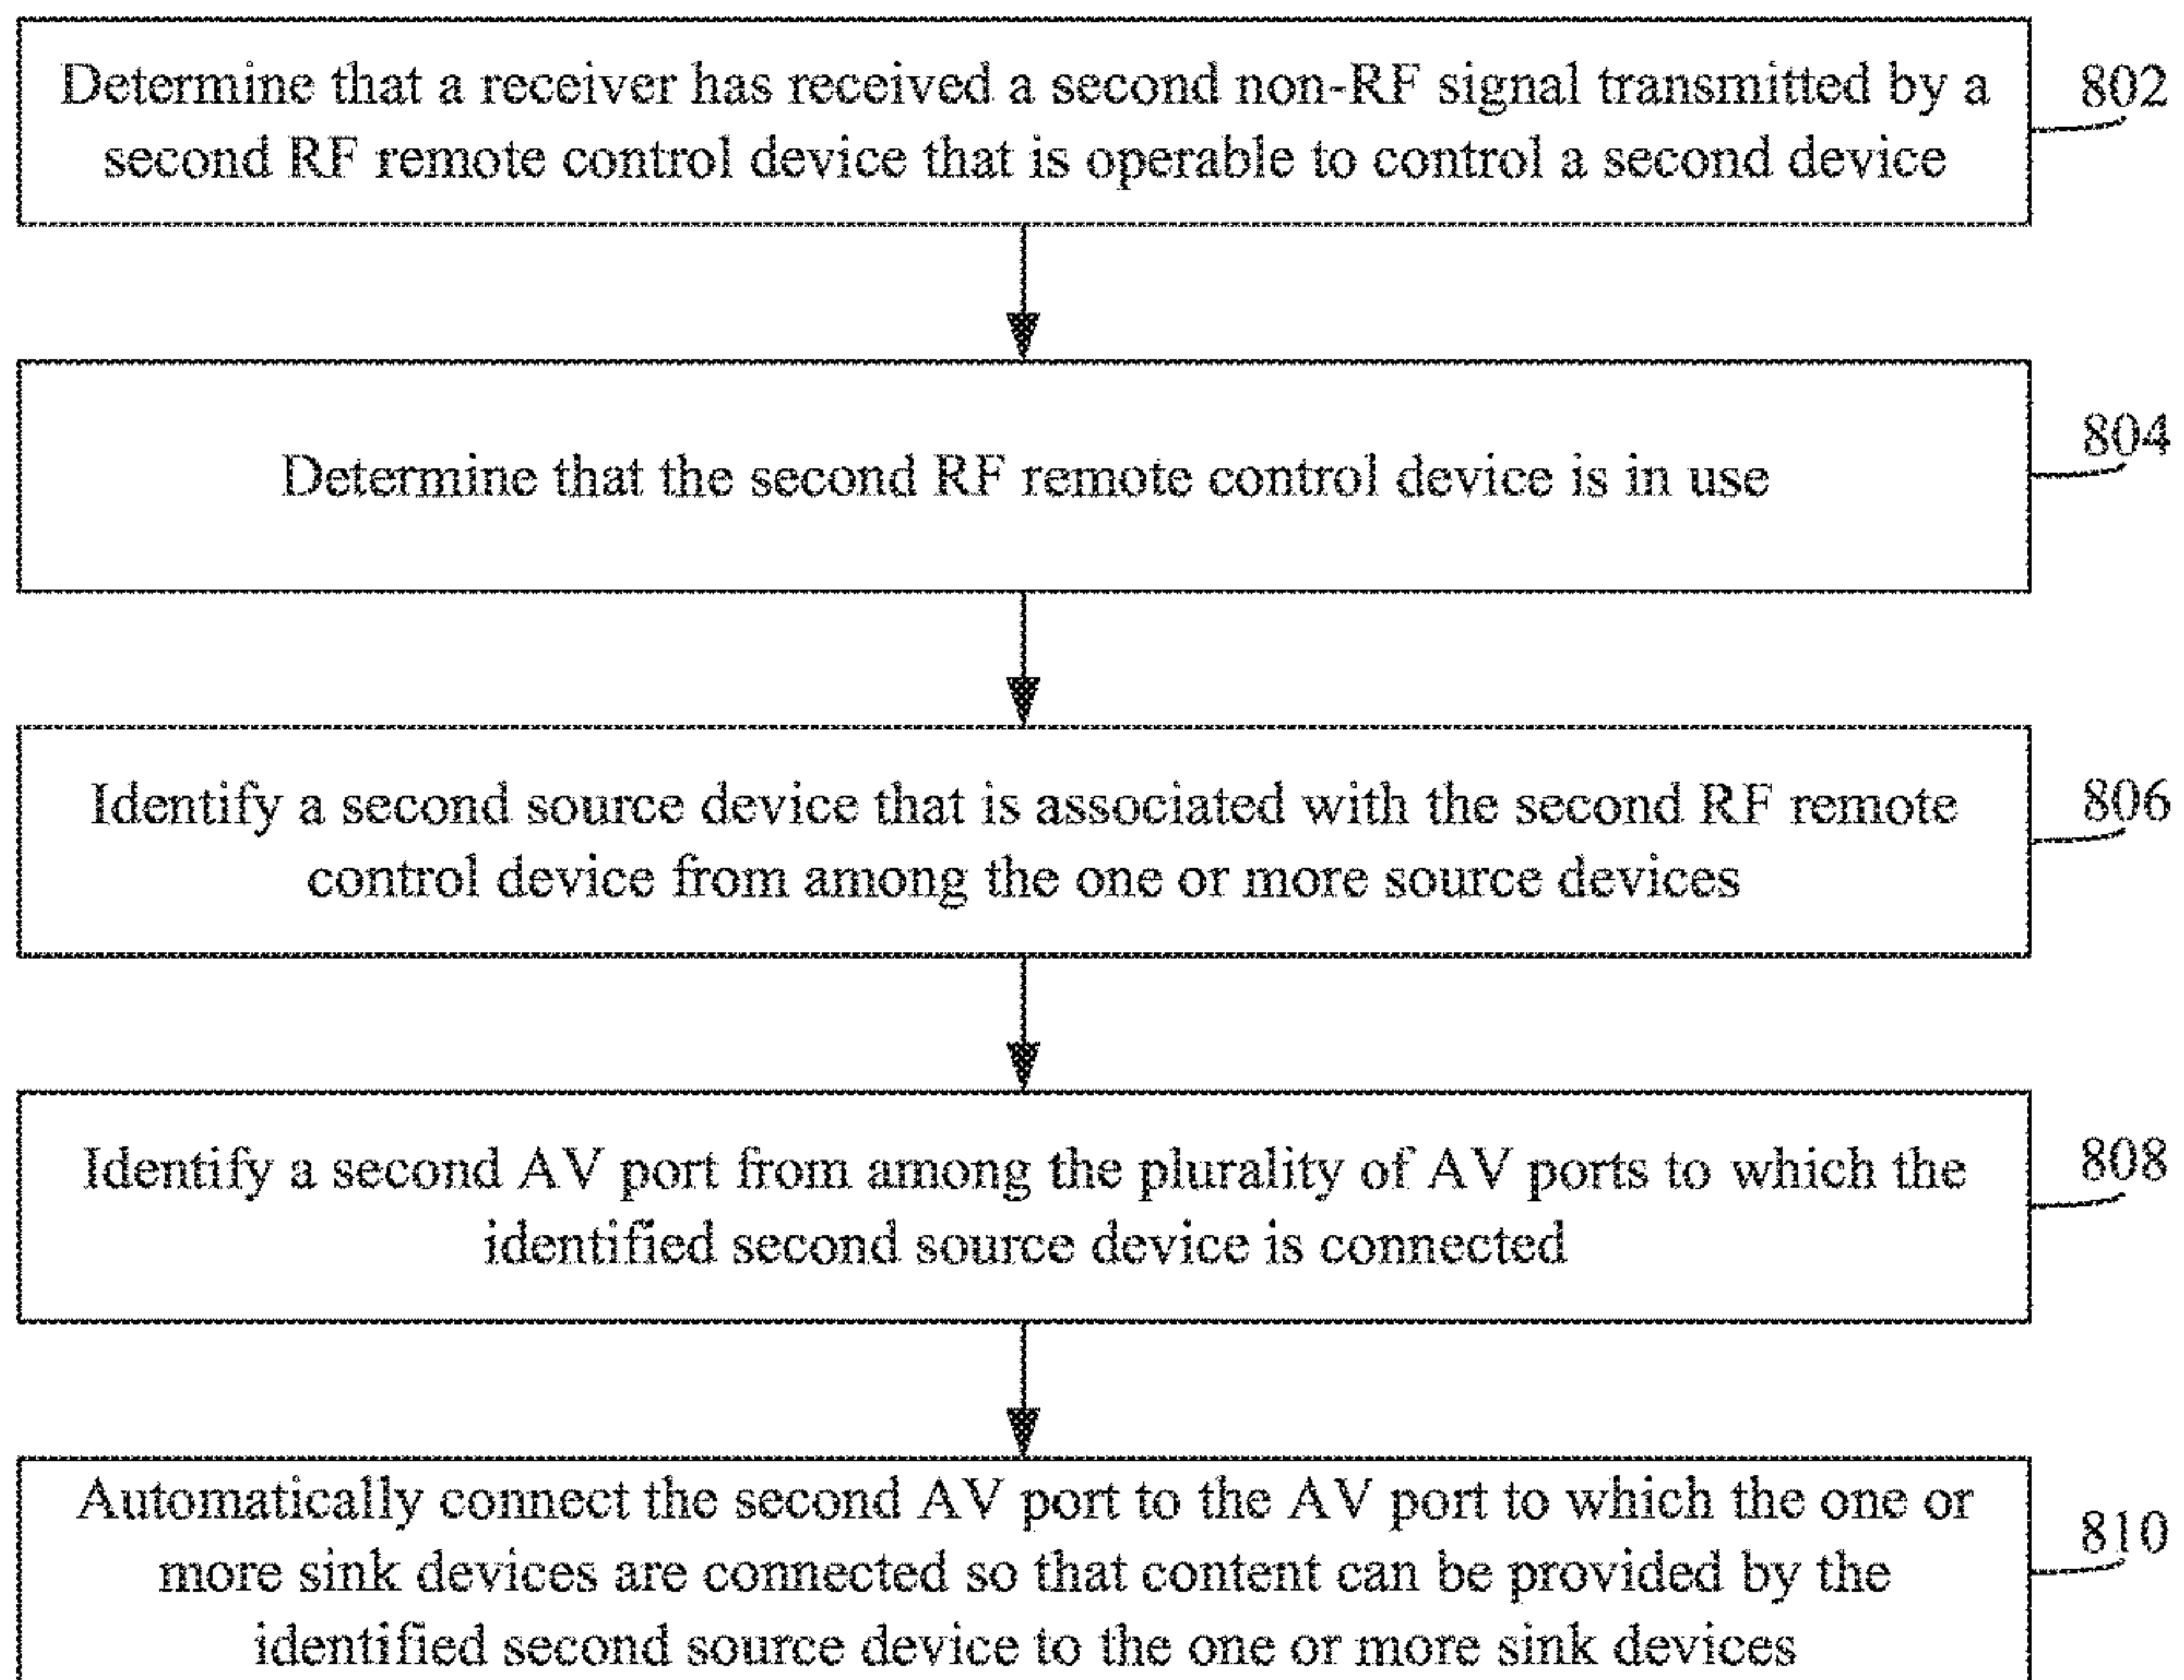 Determine that a receiver has received a second non-RF signal transmitted by a
second RF remote control device that is operable to control a second device
802
Determine that the second RF remote control device is in use
804
Identify a second source device that is associated with the second RF remote
control device from among the one or more source devices
806
Identify a second AV port from among the plurality of AV ports to which the
identified second source device is connected
808
Automatically connect the second AV port to the AV port to which the one or
more sink devices are connected so that content can be provided by the
identified second source device to the one or more sink devices
810